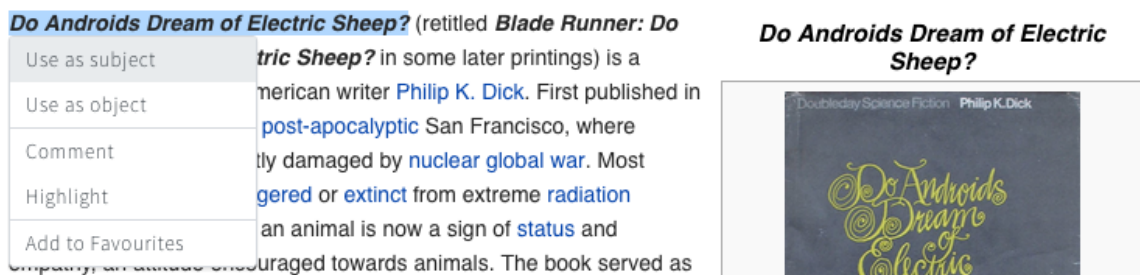 Do Androids Dream of Electric Sheep? (retitled Blade Runner: Do
tric Sheep? in some later printings) is a
merican writer Philip K. Dick. First published in
post-apocalyptic San Francisco, where
tly damaged by nuclear global war. Most
gered or extinct from extreme radiation
an animal is now a sign of status and
encouraged towards animals. The book served as
Use as subject
Use as object
Comment
Highlight
Add to Favourites
Do Androids Dream of Electric
Sheep?
Doubleday Science Fiction Philip K.Dick
Do Androids
Dream
of
Electric